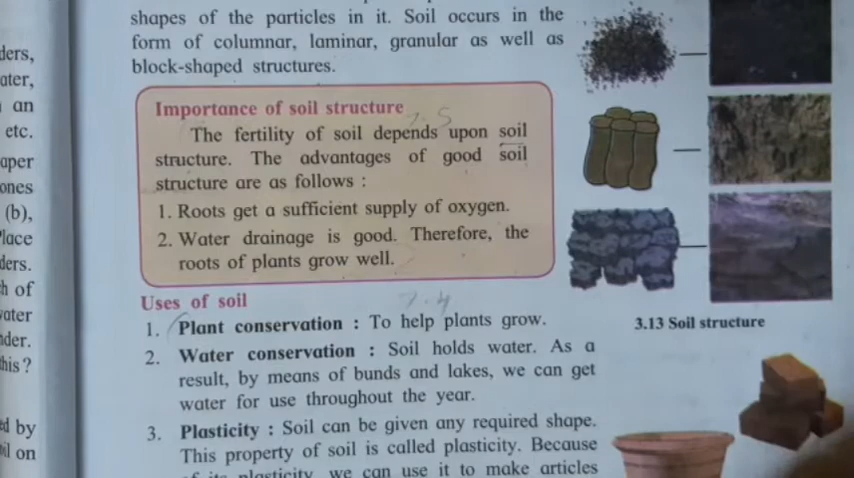 ders,
ater,
an
etc.
aper
ones
(b),
Place
ders.
h of
vater
nder.
his ?
ed by
oil on
shapes of the particles in it. Soil occurs in the
form of columnar, laminar, granular as well as
block-shaped structures.
Importance of soil structure
The fertility of soil depends upon soil
structure. The advantages of good soil
structure are as follows :
1. Roots get a sufficient supply of oxygen.
2. Water drainage is good. Therefore, the
roots of plants grow well.
Uses of soil
1. Plant conservation : To help plants grow.
2. Water conservation : Soil holds water. As a
result, by means of bunds and lakes, we can get
water for use throughout the year.
3. Plasticity : Soil can be given any required shape.
This property of soil is called plasticity. Because
of its plasticity, we can use it to make articles
3.13 Soil structure